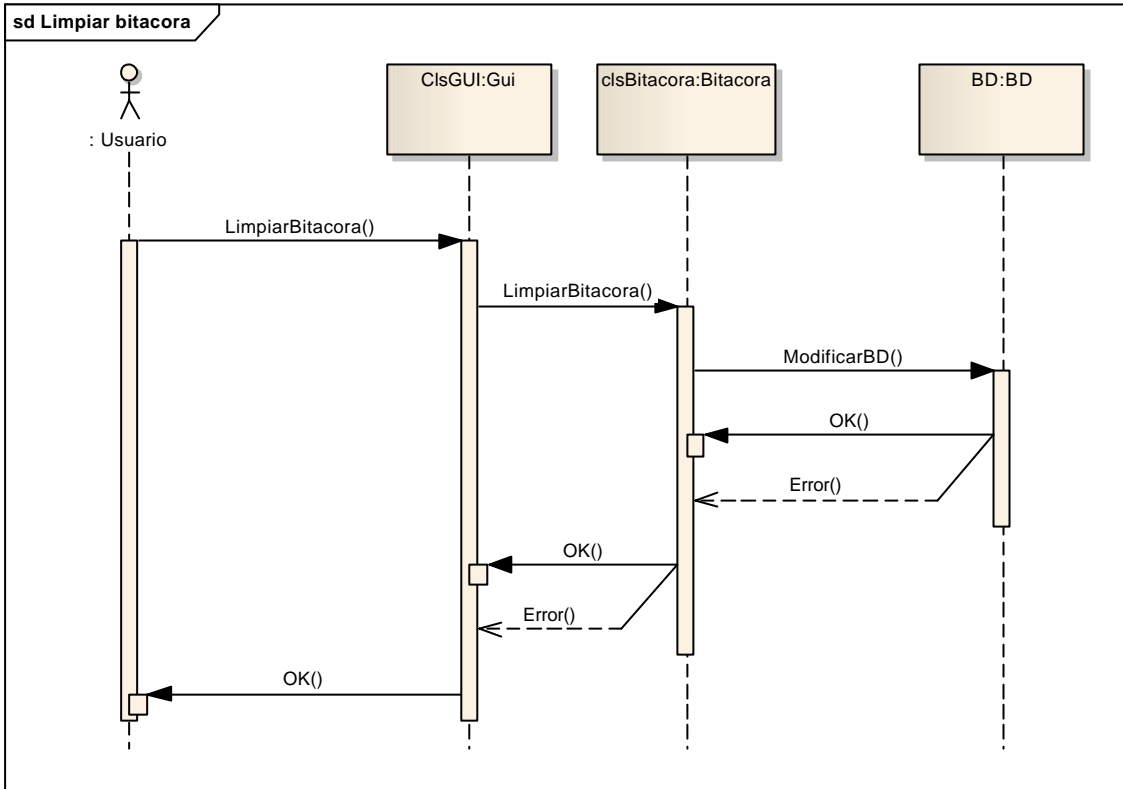 sd Limpiar bitacora
: Usuario
ClsGUI:Gui
clsBitacora:Bitacora
BD:BD
LimpiarBitacora()
LimpiarBitacora()
ModificarBD()
OK()
Error()
OK()
Error()
OK()